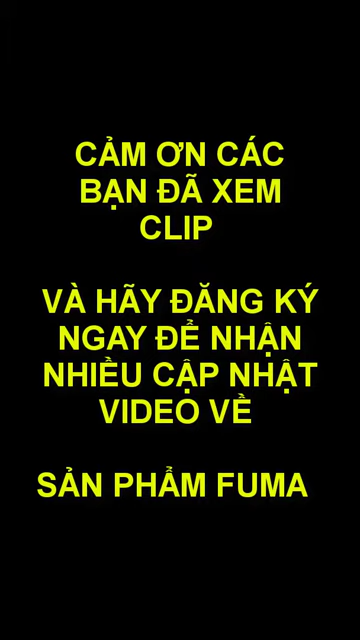 CẢM ƠN CÁC
BẠN ĐÃ XEM
CLIP
VÀ HÃY ĐĂNG KÝ
NGAY ĐỂ NHẬN
NHIỀU CẬP NHẬT
VIDEO VỀ
SẢN PHẨM FUMA